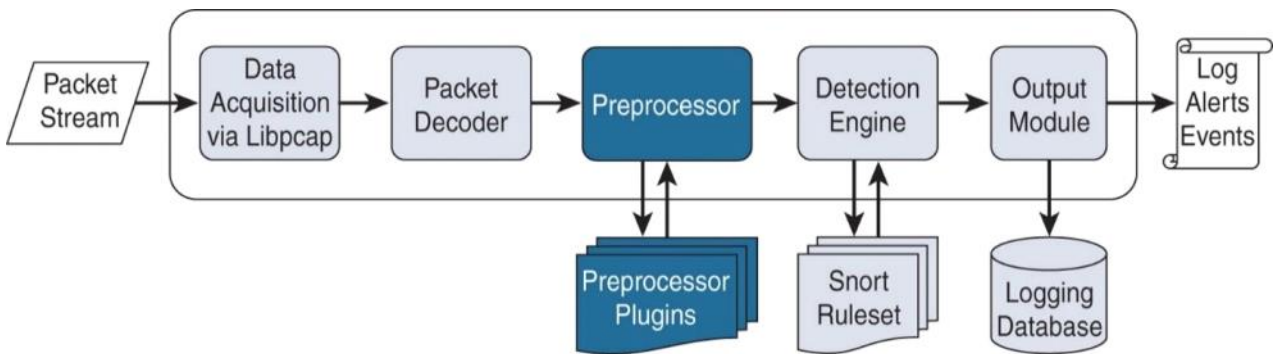 Packet
Stream
Data
Acquisition
via Libpcap
Packet
Decoder
Preprocessor
Detection
Engine
Output
Module
Log
Alerts
Events
Preprocessor
Plugins
Snort
Ruleset
Logging
Database